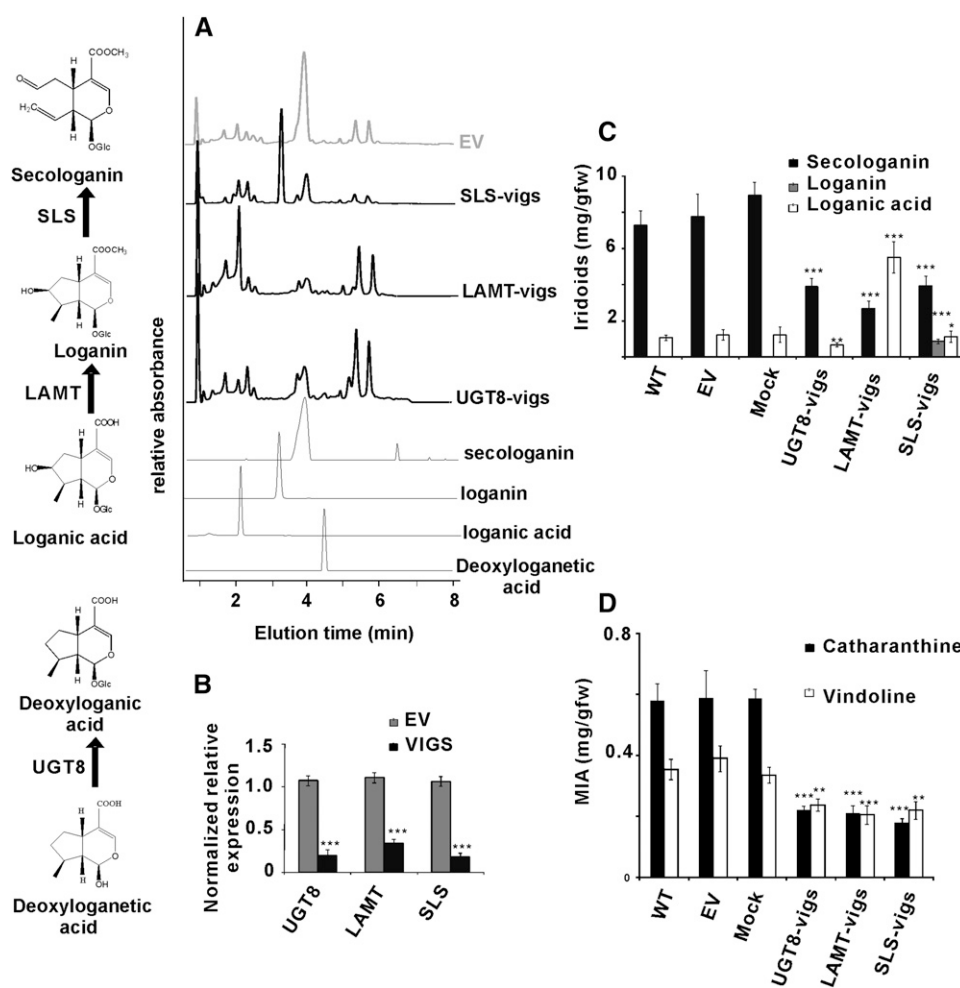 COOCH3
H
O
H2C
O
H
OGlc
Secologanin
SLS
COOCH3
H
HO
O
H
OGlc
Loganin
LAMT
COOH
H
HO
O
H
OGlc
Loganic acid
COOH
H
O
H
OGlc
Deoxyloganic
acid
UGT8
COOH
H
O
H
OH
Deoxyloganetic
acid
A
relative absorbance
EV
SLS-vigs
LAMT-vigs
UGT8-vigs
secologanin
loganin
loganic acid
Deoxyloganetic
acid
2 4 6 8
Elution time (min)
B
EV
VIGS
Normalized relative
expression
1.5
1.0
0.5
0
***
***
***
UGT8
LAMT
SLS
C
Secologanin
Loganin
Loganic acid
Iridoids (mg/gfw)
10
6
2
***
**
***
***
***
***
*
WT
EV
Mock
UGT8-vigs
LAMT-vigs
SLS-vigs
D
Catharanthine
Vindoline
MIA (mg/gfw)
0.8
0.4
0
***
**
***
***
***
**
WT
EV
Mock
UGT8-vigs
LAMT-vigs
SLS-vigs